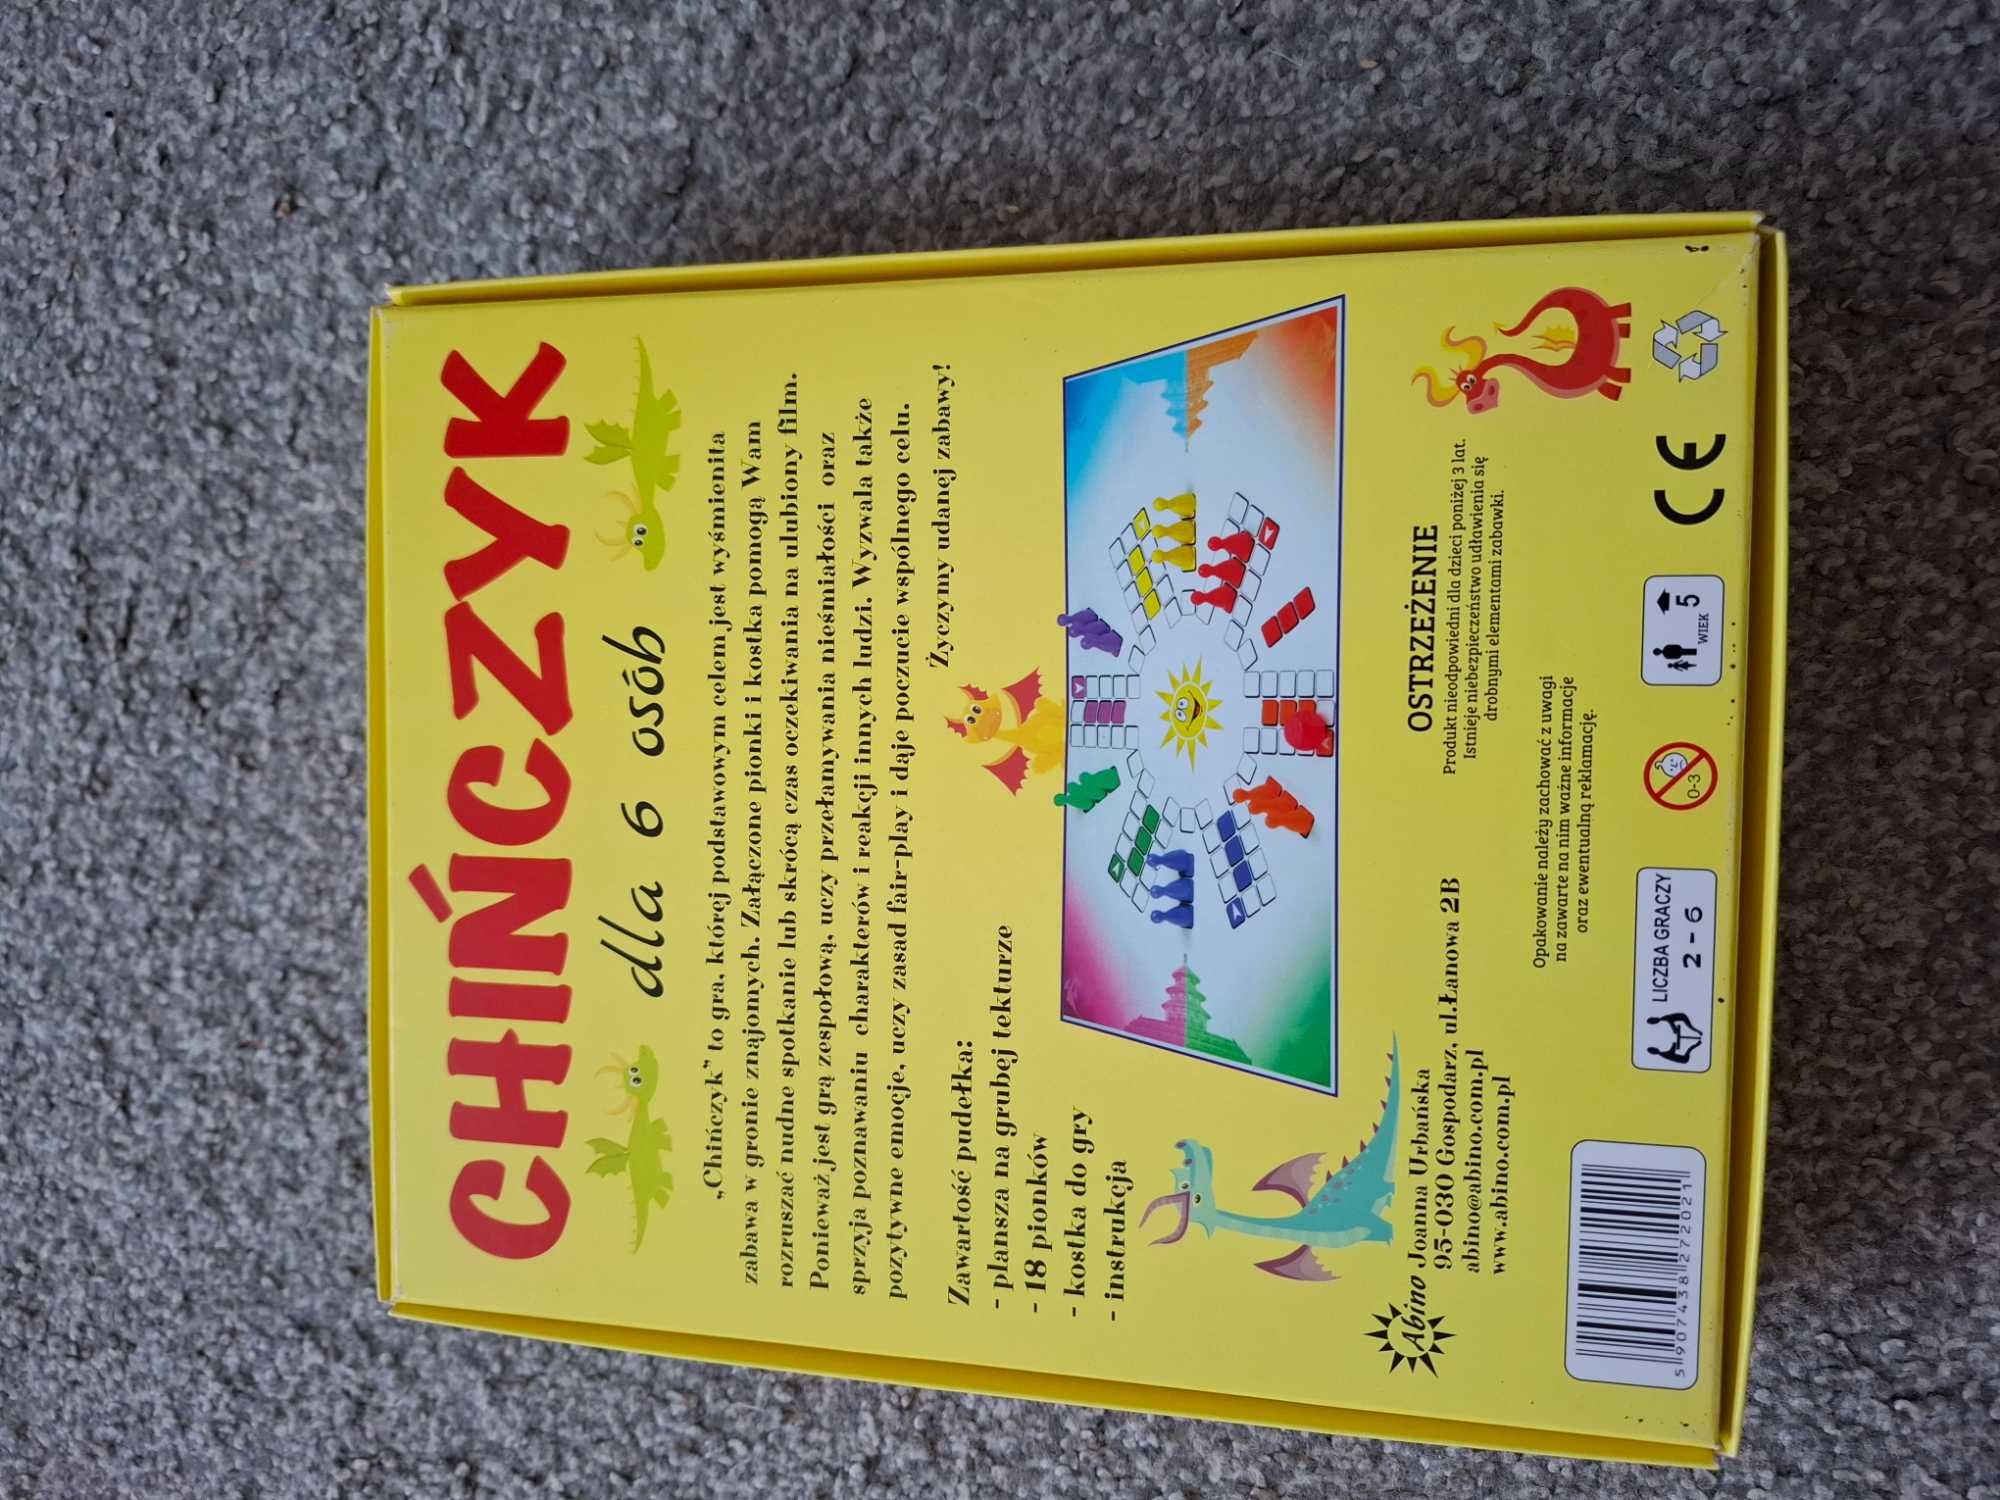 CHIŃCZYK
dla 6 osób
„Chińczyk” to gra, której podstawowym celem jest wyśmienita
zabawa w gronie znajomych. Załączone pionki i kostka pomogą Wam
rozruszać nudne spotkanie lub skrócą czas oczekiwania na ulubiony film.
Ponieważ jest grą zespołową, uczy przełamywania nieśmiałości oraz
sprzyja poznawaniu charakterów i reakcji innych ludzi. Wyzwala także
pozytywne emocje, uczy zasad fair-play i daje poczucie wspólnego celu.
Życzymy udanej zabawy!
Zawartość pudełka:
- plansza na grubej tekturze
- 18 pionków
- kostka do gry
- instrukcja
Abino Joanna Urbańska
95-030 Gospodarz, ul.Łanowa 2B
abino@abino.com.pl
www.abino.com.pl
OSTRZEŻENIE
Produkt nieodpowiedni dla dzieci poniżej 3 lat.
Istnieje niebezpieczeństwo udławienia się
drobnymi elementami zabawki.
Opakowanie należy zachować z uwagi
na zawarte na nim ważne informacje
oraz ewentualną reklamację.
5 907438 272021
LICZBA GRACZY
2 - 6
0-3
WIEK 5
CE